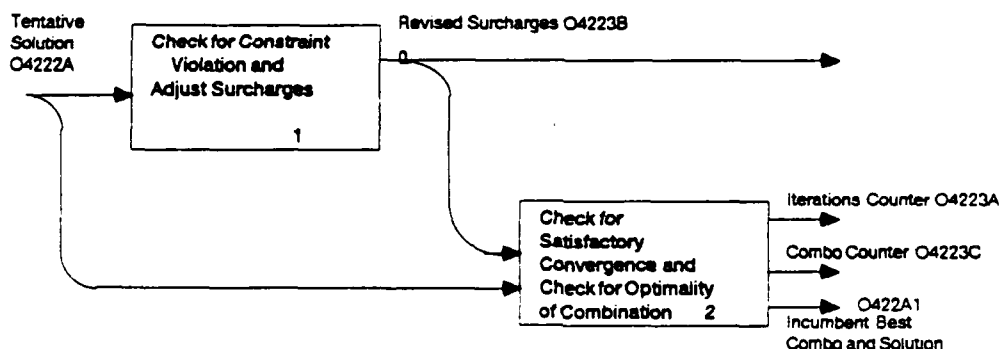 Tentative
Solution
O4222A
Check for Constraint
Violation and
Adjust Surcharges
1
Revised Surcharges O4223B
Check for
Satisfactory
Convergence and
Check for Optimality
of Combination 2
Iterations Counter O4223A
Combo Counter O4223C
O422A1
Incumbent Best
Combo and Solution